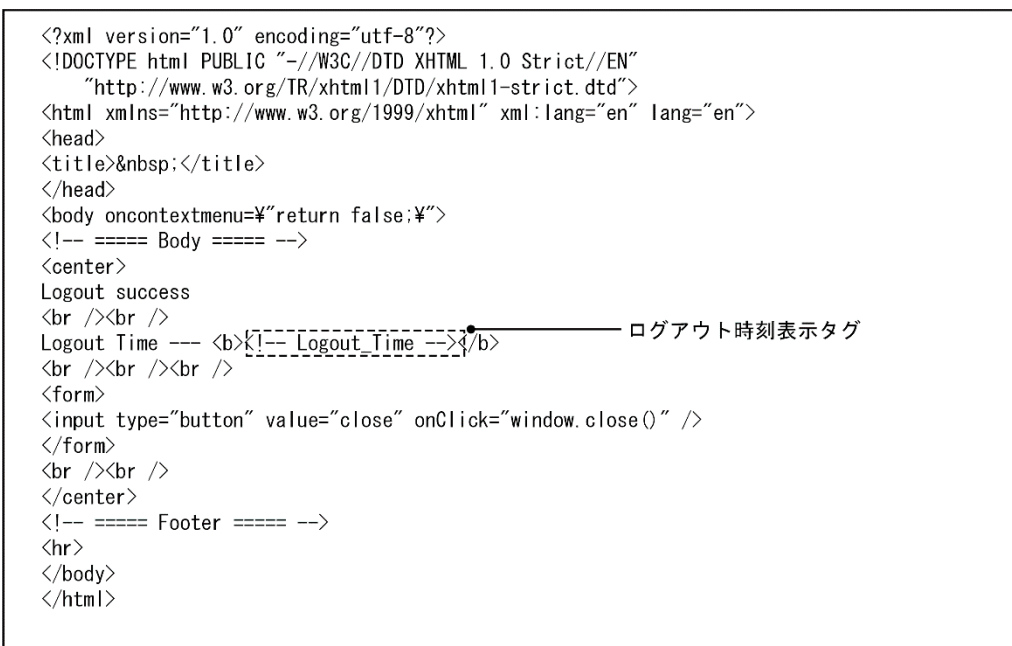 <?xml version="1.0" encoding="utf-8"?>
<!DOCTYPE html PUBLIC "-//W3C//DTD XHTML 1.0 Strict//EN"
"http://www.w3.org/TR/xhtml1/DTD/xhtml1-strict.dtd">
<html xmlns="http://www.w3.org/1999/xhtml" xml:lang="en" lang="en">
<head>
<title>&nbsp;</title>
</head>
<body oncontextmenu=¥"return false;¥">
<!-- ===== Body ===== -->
<center>
Logout success
<br /><br />
Logout Time --- <b><!-- Logout_Time --></b>
ログアウト時刻表示タグ
<br /><br /><br />
<form>
<input type="button" value="close" onClick="window.close()" />
</form>
<br /><br />
</center>
<!-- ===== Footer ===== -->
<hr>
</body>
</html>